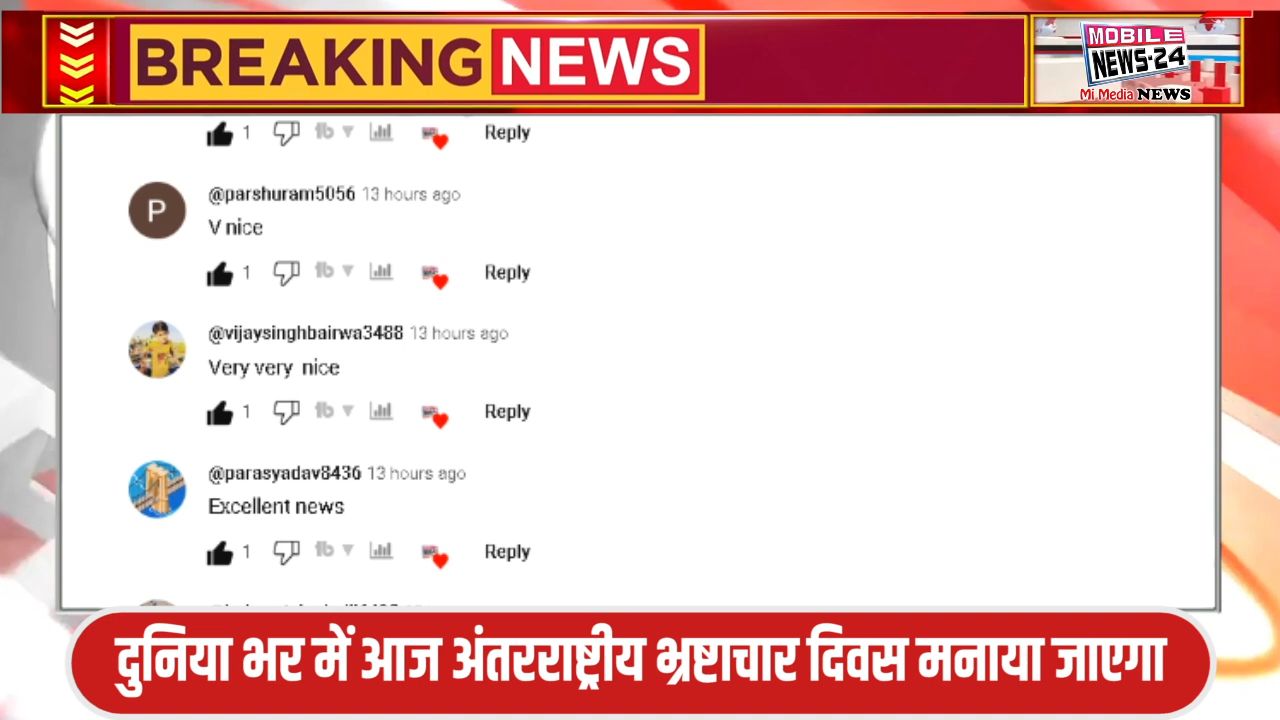 BREAKING NEWS
MOBILE
NEWS-24
Mi Media NEWS
1 Reply
P
@parshuram5056 13 hours ago
V nice
1 Reply
@vijaysinghbairwa3488 13 hours ago
Very very nice
1 Reply
@parasyadav8436 13 hours ago
Excellent news
1 Reply
दुनिया भर में आज अंतरराष्ट्रीय भ्रष्टाचार दिवस मनाया जाएगा